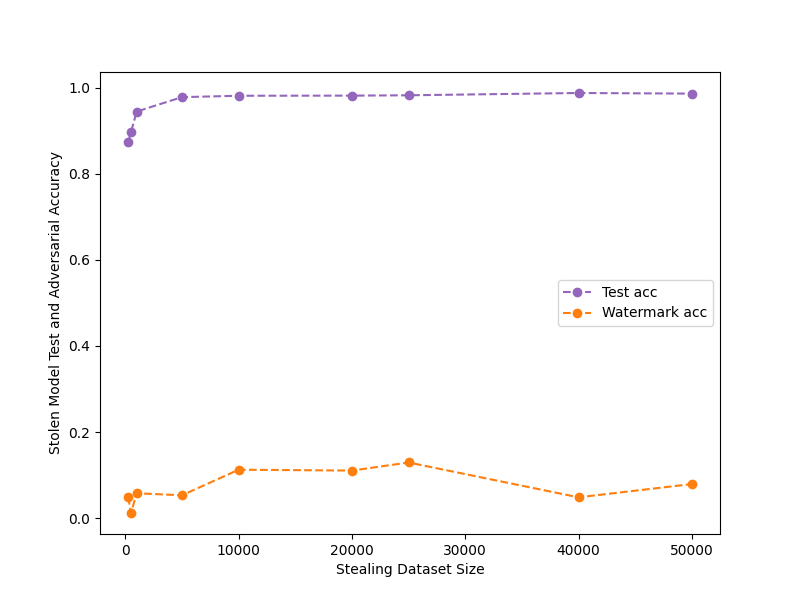 1.0
0.8
0.6
0.4
0.2
0.0
Stolen Model Test and Adversarial Accuracy
Test acc
Watermark acc
0 10000 20000 30000 40000 50000
Stealing Dataset Size